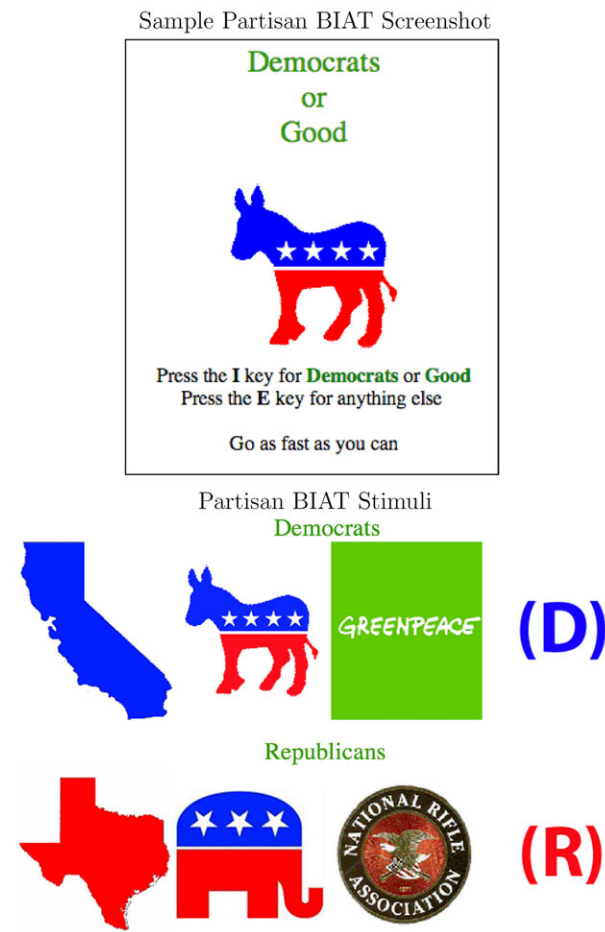 Sample Partisan BIAT Screenshot
Democrats
or
Good
Press the I key for Democrats or Good
Press the E key for anything else
Go as fast as you can
Partisan BIAT Stimuli
Democrats
GREENPEACE
(D)
Republicans
NATIONAL RIFLE
ASSOCIATION
(R)